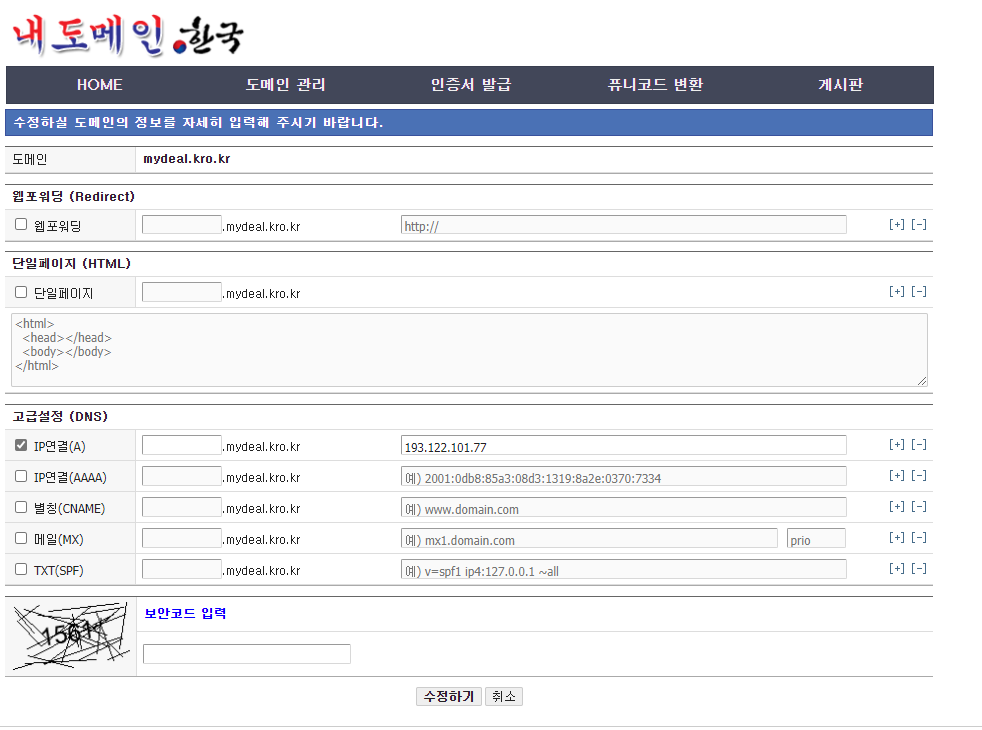 내 도메인.한국
HOME 도메인 관리 인증서 발급 퓨니코드 변환 게시판
수정하실 도메인의 정보를 자세히 입력해 주시기 바랍니다.
도메인 mydeal.kro.kr
웹포워딩 (Redirect)
웹포워딩 .mydeal.kro.kr http:// [+] [-]
단일페이지 (HTML)
단일페이지 .mydeal.kro.kr [+] [-]
<html>
<head></head>
<body></body>
</html>
고급설정 (DNS)
IP연결(A) .mydeal.kro.kr 193.122.101.77 [+] [-]
IP연결(AAAA) .mydeal.kro.kr 예) 2001:0db8:85a3:08d3:1319:8a2e:0370:7334 [+] [-]
별칭(CNAME) .mydeal.kro.kr 예) www.domain.com [+] [-]
메일(MX) .mydeal.kro.kr 예) mx1.domain.com prio [+] [-]
TXT(SPF) .mydeal.kro.kr 예) v=spf1 ip4:127.0.0.1 ~all [+] [-]
보안코드 입력
수정하기 취소